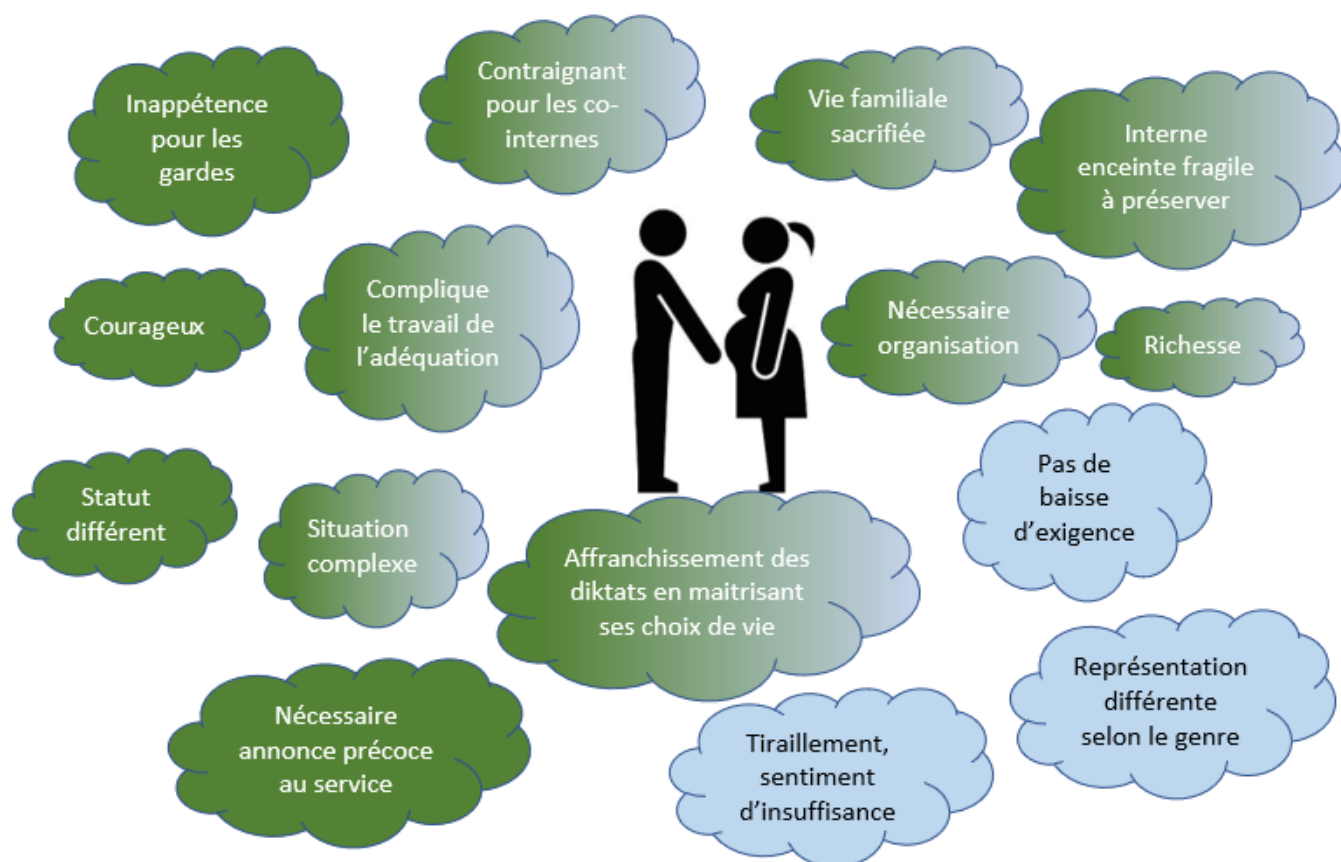 Inappétence
pour les
gardes
Contraignant
pour les co-
internes
Vie familiale
sacrifiée
Interne
enceinte fragile
à préserver
Courageux
Complique
le travail de
l’adéquation
Nécessaire
organisation
Richesse
Statut
différent
Situation
complexe
Affranchissement des
diktats en maitrisant
ses choix de vie
Pas de
baisse
d’exigence
Nécessaire
annonce précoce
au service
Tiraillement,
sentiment
d’insuffisance
Représentation
différente
selon le genre